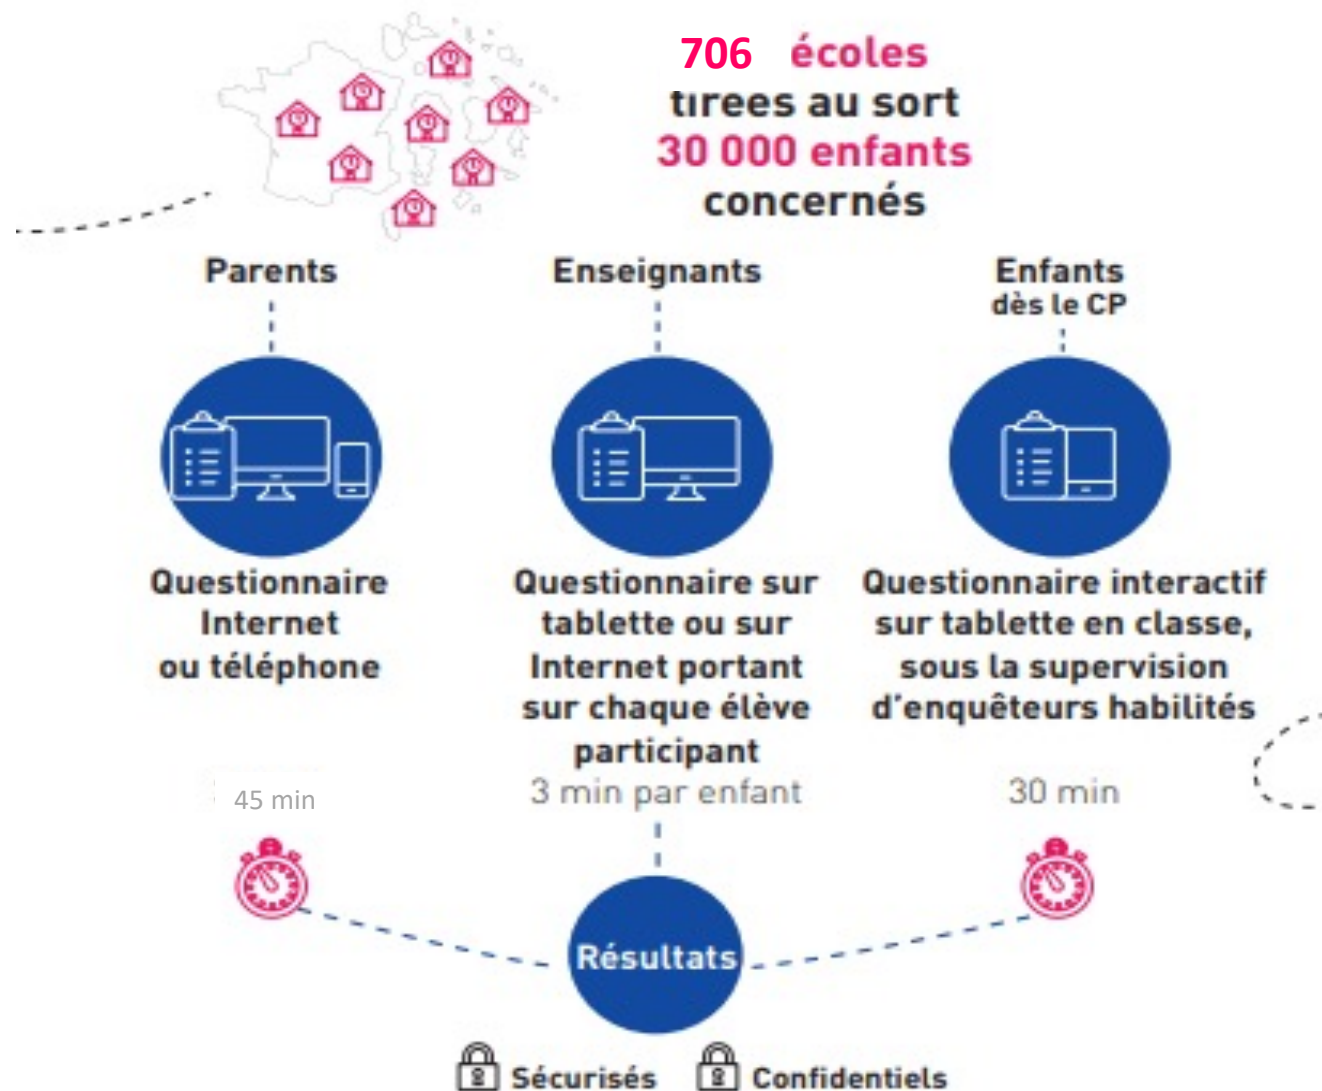 706 écoles
tirees au sort
30 000 enfants
concernés
Parents
Questionnaire
Internet
ou téléphone
45 min
Enseignants
Questionnaire sur
tablette ou sur
Internet portant
sur chaque élève
participant
3 min par enfant
Enfants
dès le CP
Questionnaire interactif
sur tablette en classe,
sous la supervision
d'enquêteurs habilités
30 min
Résultats
Sécurisés
Confidentiels